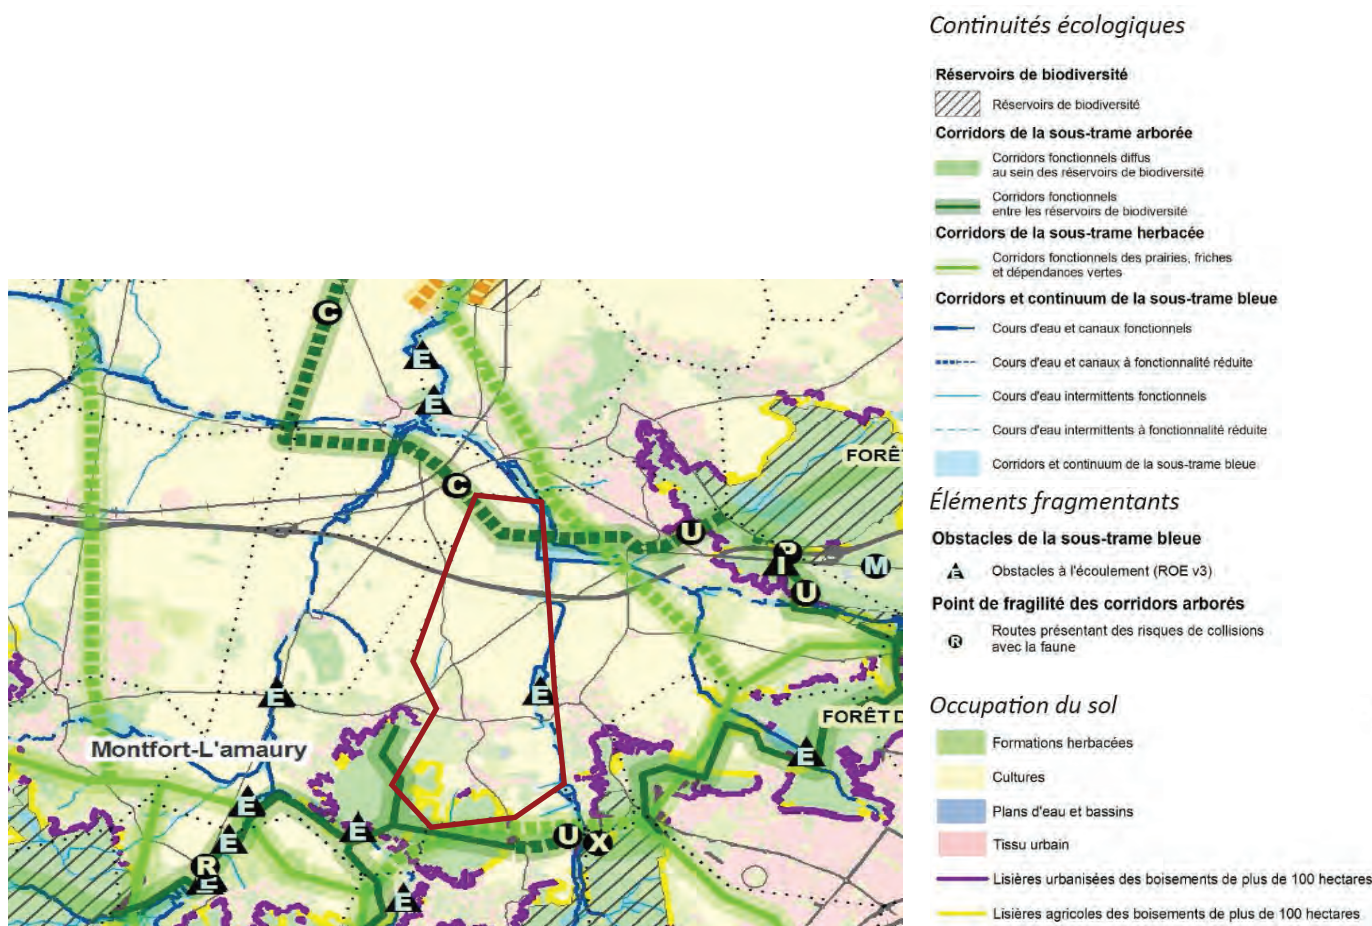 Continuités écologiques
Réservoirs de biodiversité
Réservoirs de biodiversité
Corridors de la sous-trame arborée
Corridors fonctionnels diffus
au sein des réservoirs de biodiversité
Corridors fonctionnels
entre les réservoirs de biodiversité
Corridors de la sous-trame herbacée
Corridors fonctionnels des prairies, friches
et dépendances vertes
Corridors et continuum de la sous-trame bleue
Cours d'eau et canaux fonctionnels
Cours d'eau et canaux à fonctionnalité réduite
Cours d'eau intermittents fonctionnels
Cours d'eau intermittents à fonctionnalité réduite
Corridors et continuum de la sous-trame bleue
Éléments fragmentants
Obstacles de la sous-trame bleue
E Obstacles à l'écoulement (ROE v3)
Point de fragilité des corridors arborés
R Routes présentant des risques de collisions
avec la faune
Occupation du sol
Formations herbacées
Cultures
Plans d'eau et bassins
Tissu urbain
Lisières urbanisées des boisements de plus de 100 hectares
Lisières agricoles des boisements de plus de 100 hectares
C
E
E
FORÊ
C
U
P
I
M
U
E
E
FORÊT D
Montfort-L'amaury
E
E
E
E
U
X
R
E
E